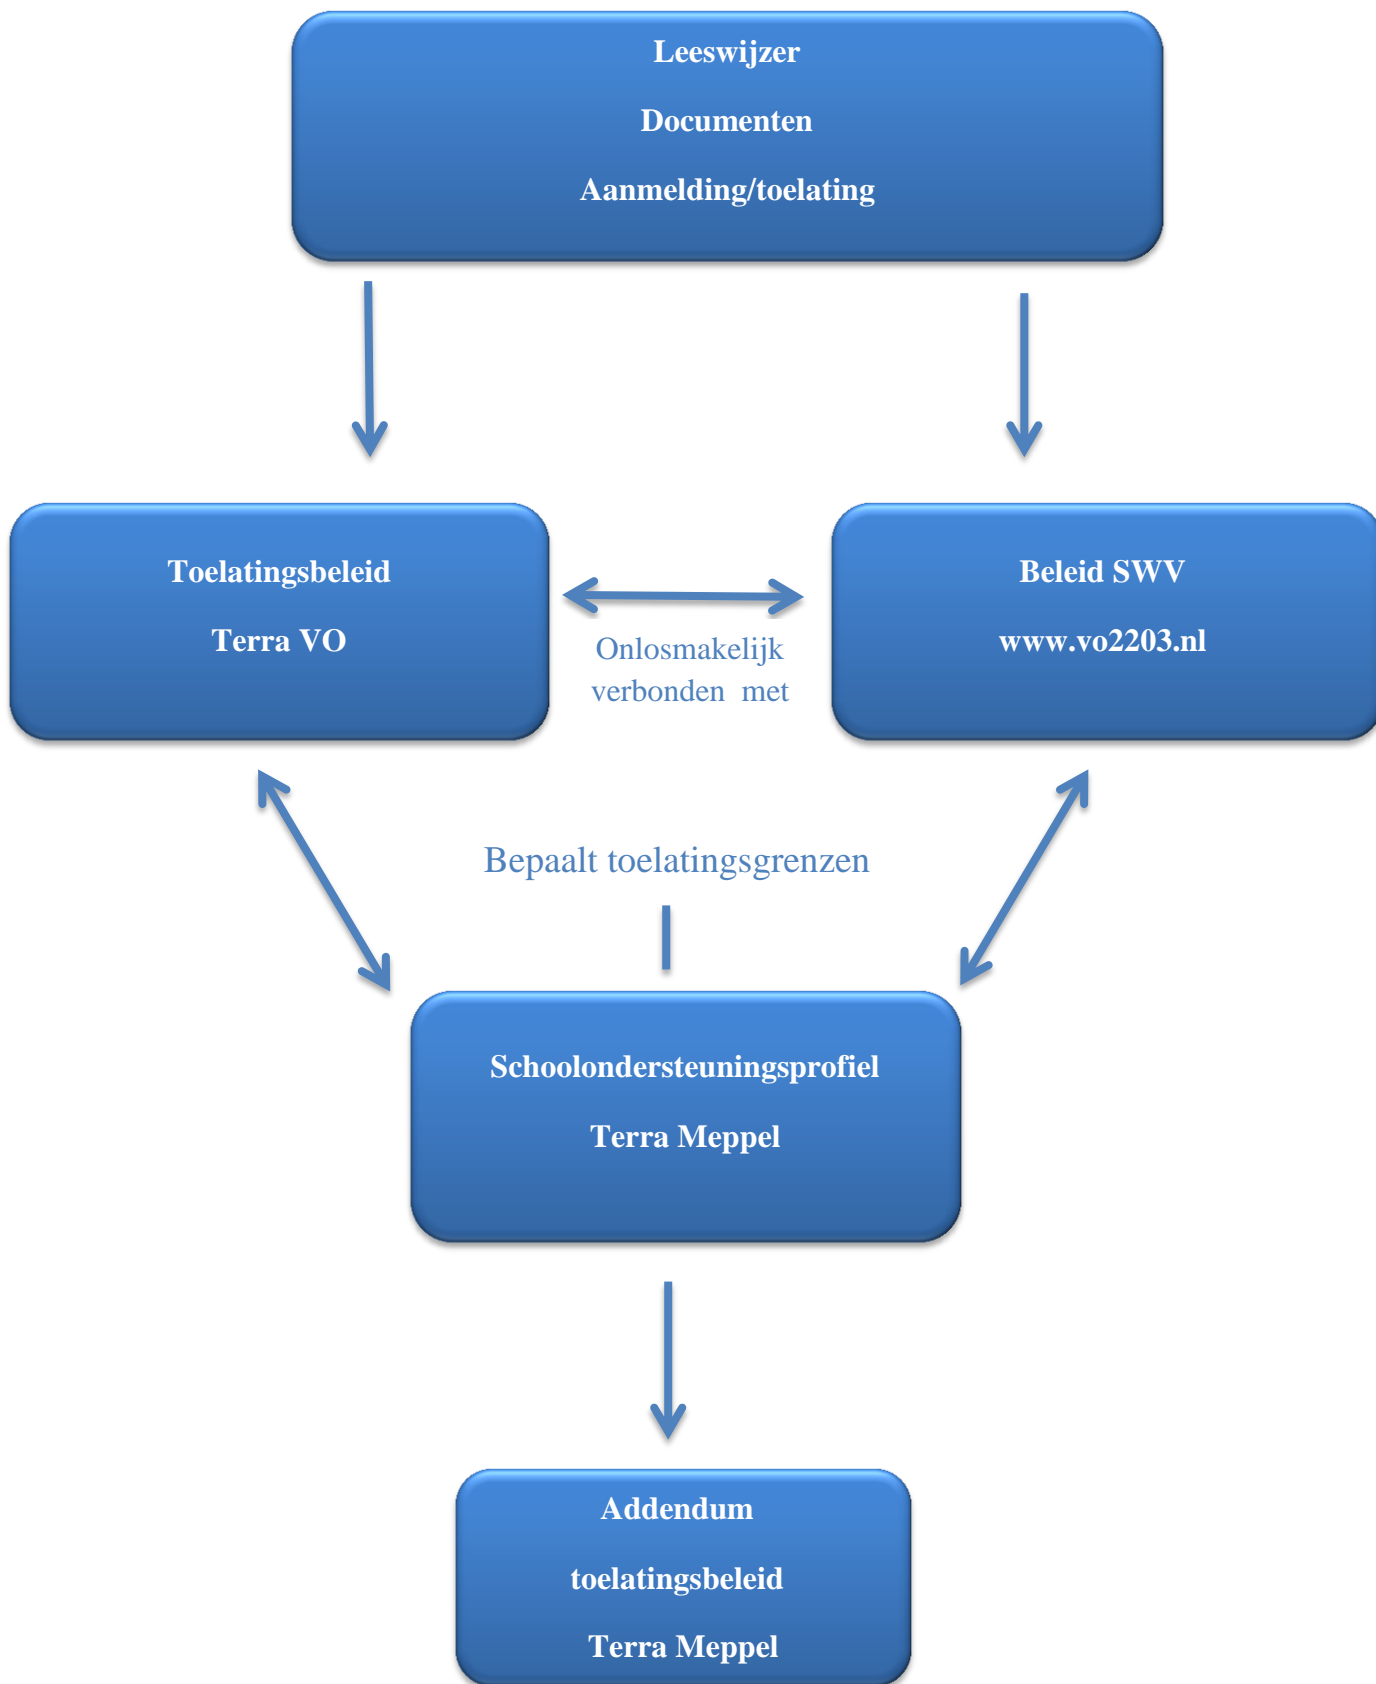 Leeswijzer
Documenten
Aanmelding/toelating
Toelatingsbeleid
Terra VO
Onlosmakelijk
verbonden met
Beleid SWV
www.vo2203.nl
Bepaalt toelatingsgrenzen
Schoolondersteuningsprofiel
Terra Meppel
Addendum
toelatingsbeleid
Terra Meppel